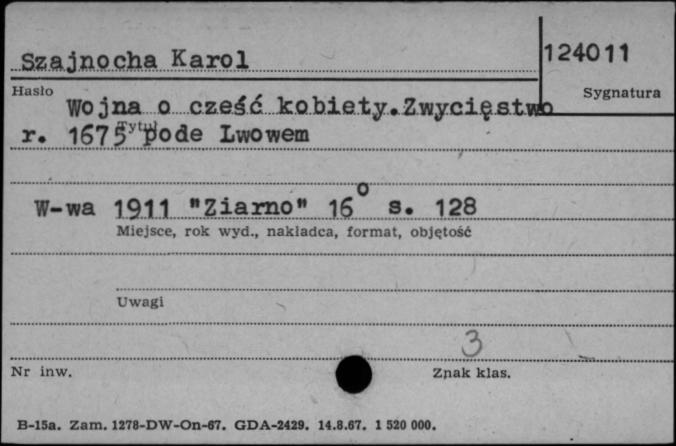 Szajnocha Karol 124011
Hasło Sygnatura
Wojna o cześć kobiety.Zwycięstwo
r. 1675 pode Lwowem
Tytuł
W-wa 1911 "Ziarno" 16° s. 128
Miejsce, rok wyd., nakładca, format, objętość
Uwagi
3
Nr inw. Znak klas.
B-15a. Zam. 1278-DW-On-67. GDA-2429. 14.8.67. 1 520 000.